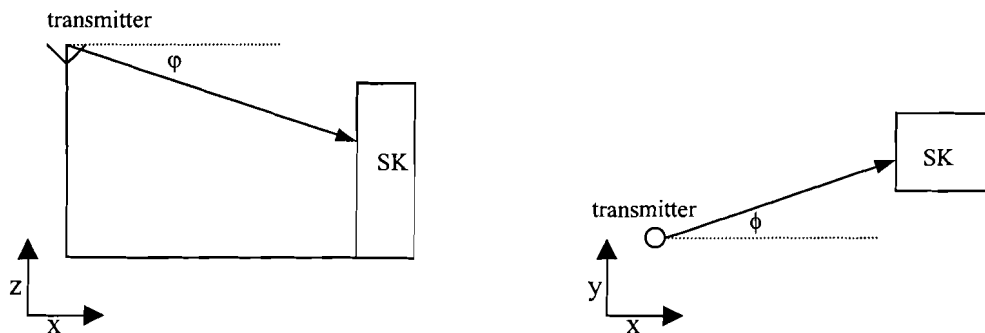 transmitter
φ
SK
z
x
SK
transmitter
ϕ
y
x